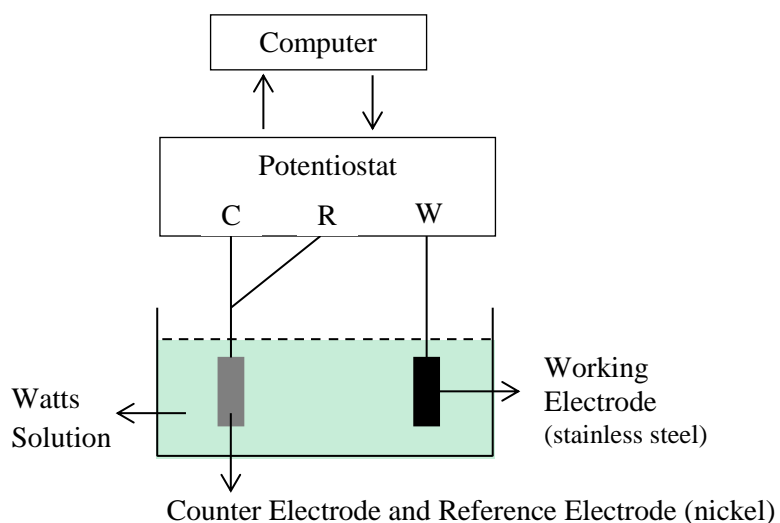 Computer
Potentiostat
C R W
Watts
Solution
Working
Electrode
(stainless steel)
Counter Electrode and Reference Electrode (nickel)